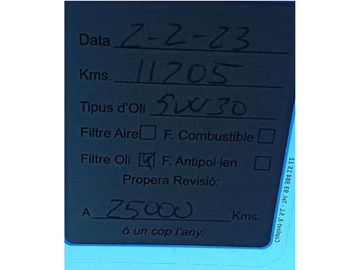 Data 2-2-23
Kms. 11205
Tipus d'Oli 5W30
Filtre Aire F. Combustible
Filtre Oli F. Antipol·len
Propera Revisió:
A 25000 Kms.
ó un cop l'any.